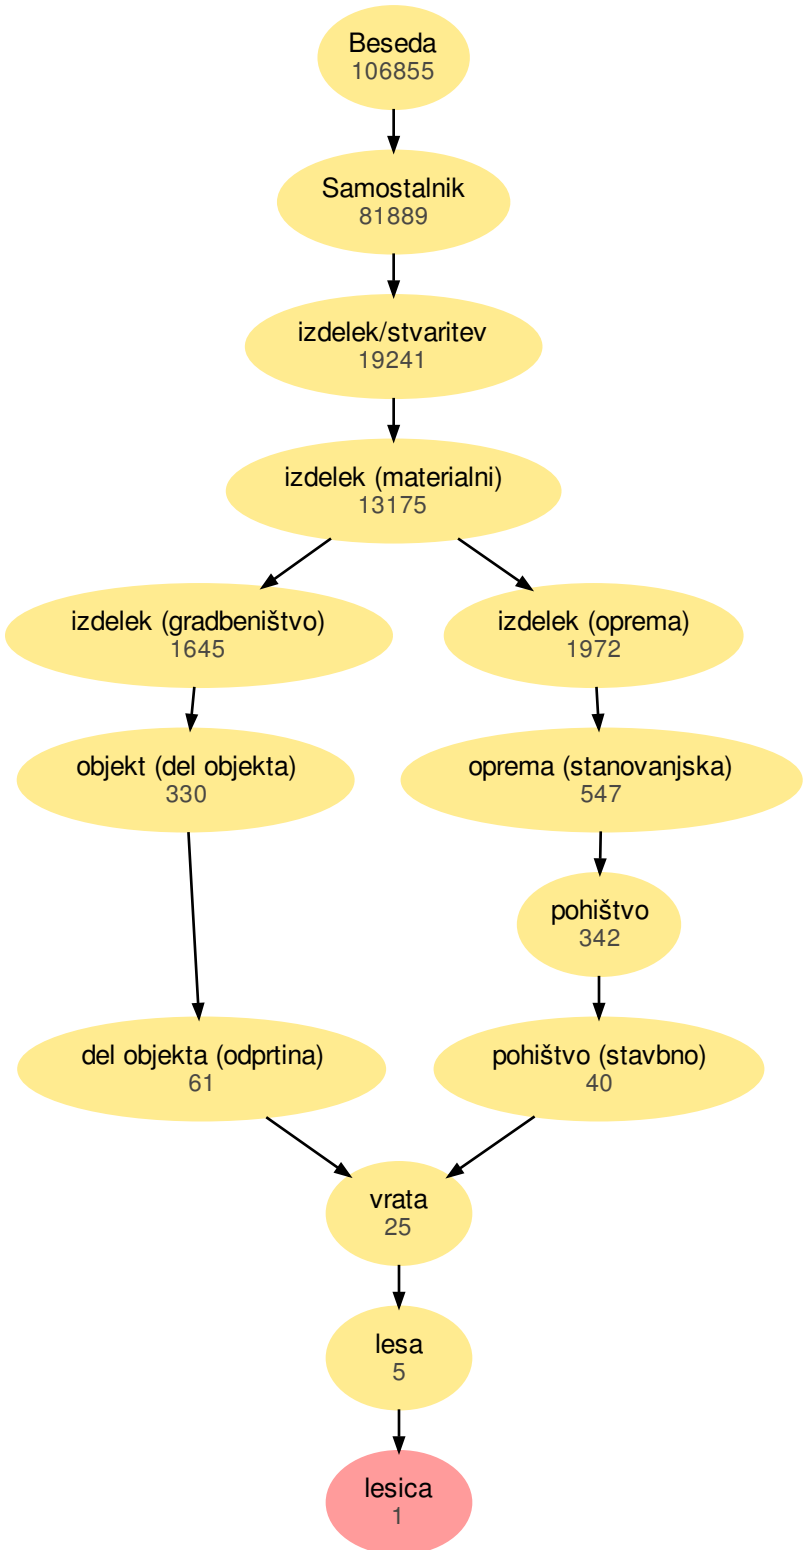 Beseda
106855
Samostalnik
81889
izdelek/stvaritev
19241
izdelek (materialni)
13175
izdelek (gradbeništvo)
1645
izdelek (oprema)
1972
objekt (del objekta)
330
oprema (stanovanjska)
547
pohištvo
342
del objekta (odprtina)
61
pohištvo (stavbno)
40
vrata
25
lesa
5
lesica
1